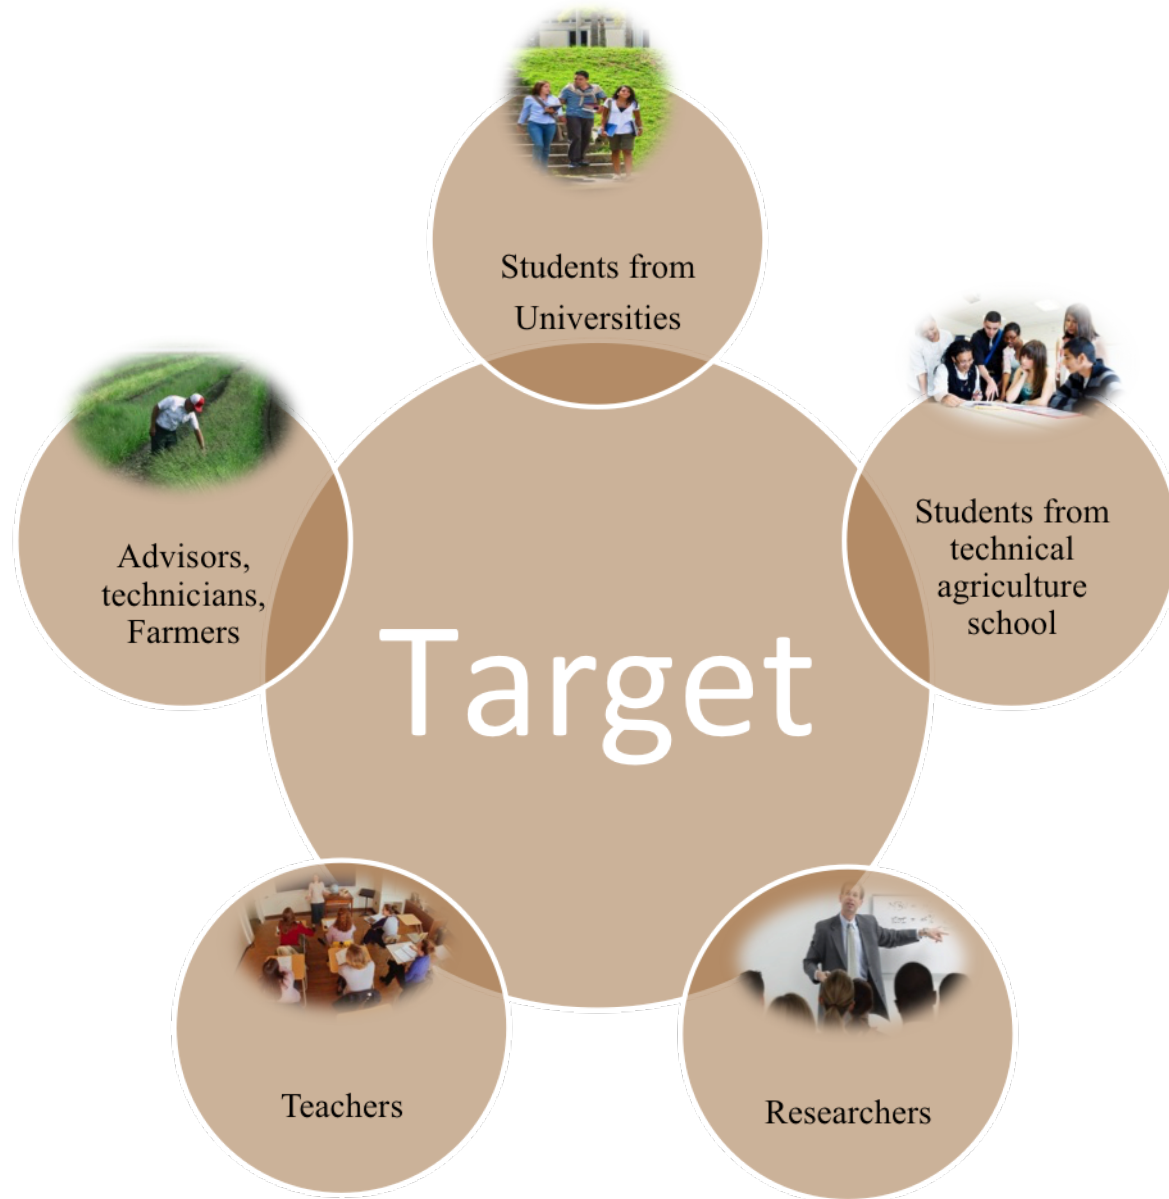 Students from
Universities
Students from
technical
agriculture
school
Advisors,
technicians,
Farmers
Target
Teachers
Researchers